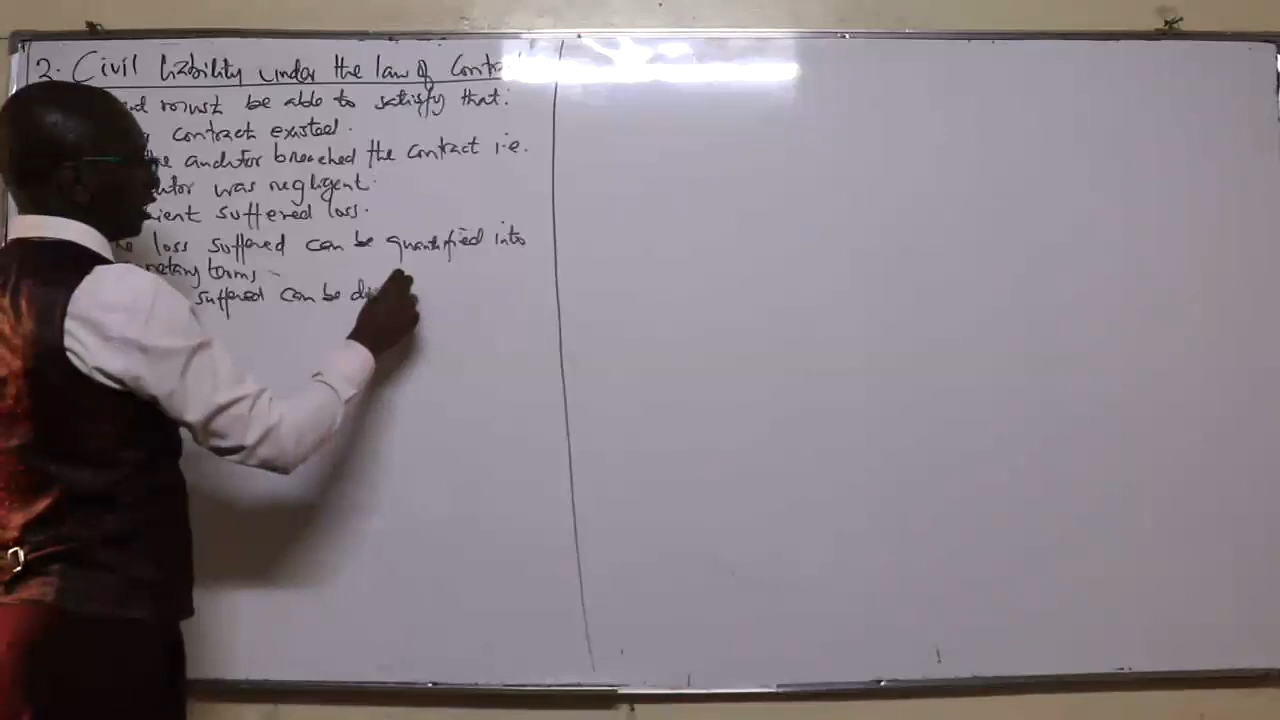 2. Civil Liability under the law of
must be able to satisfy that:
contract existed.
the auditor breached the contract i.e.
was negligent.
suffered loss.
loss suffered can be quantified into
terms
suffered can be